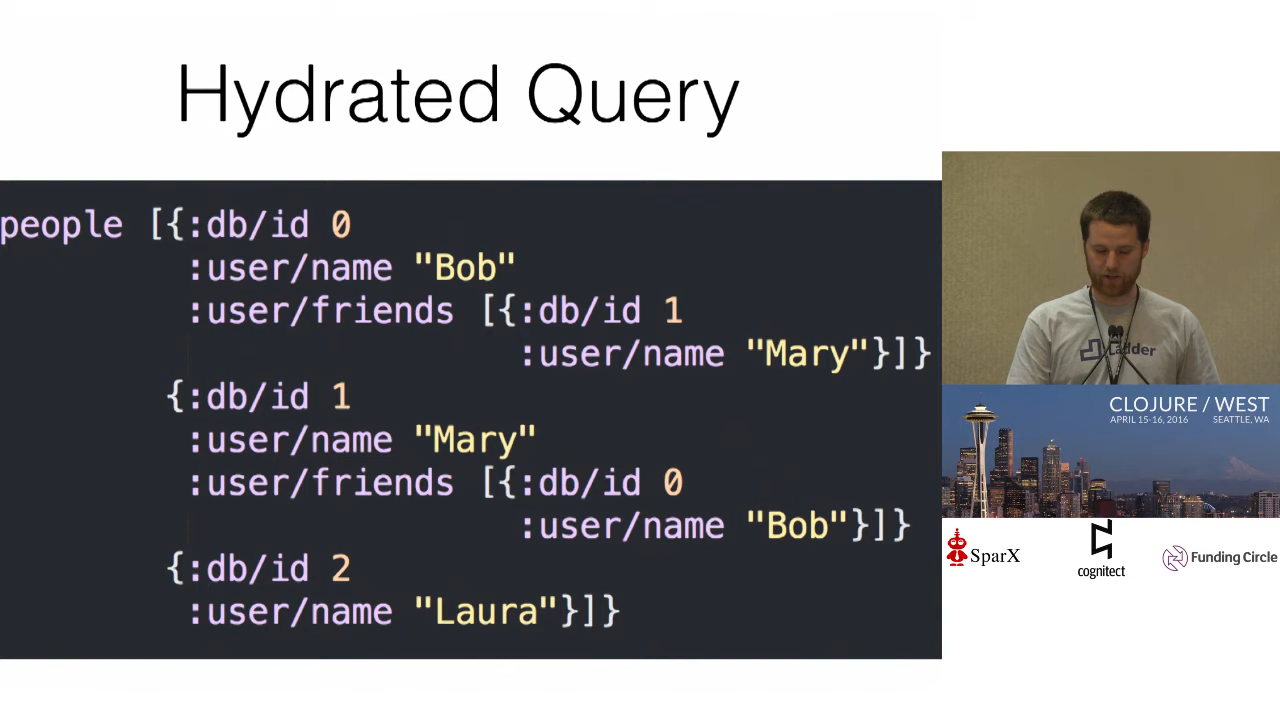 Hydrated Query
people [{:db/id 0
:user/name "Bob"
:user/friends [{:db/id 1
:user/name "Mary"}]}
{:db/id 1
:user/name "Mary"
:user/friends [{:db/id 0
:user/name "Bob"}]}
{:db/id 2
:user/name "Laura"}]}
Ladder
CLOJURE / WEST
APRIL 15-16, 2016 SEATTLE, WA
SparX
cognitect
Funding Circle